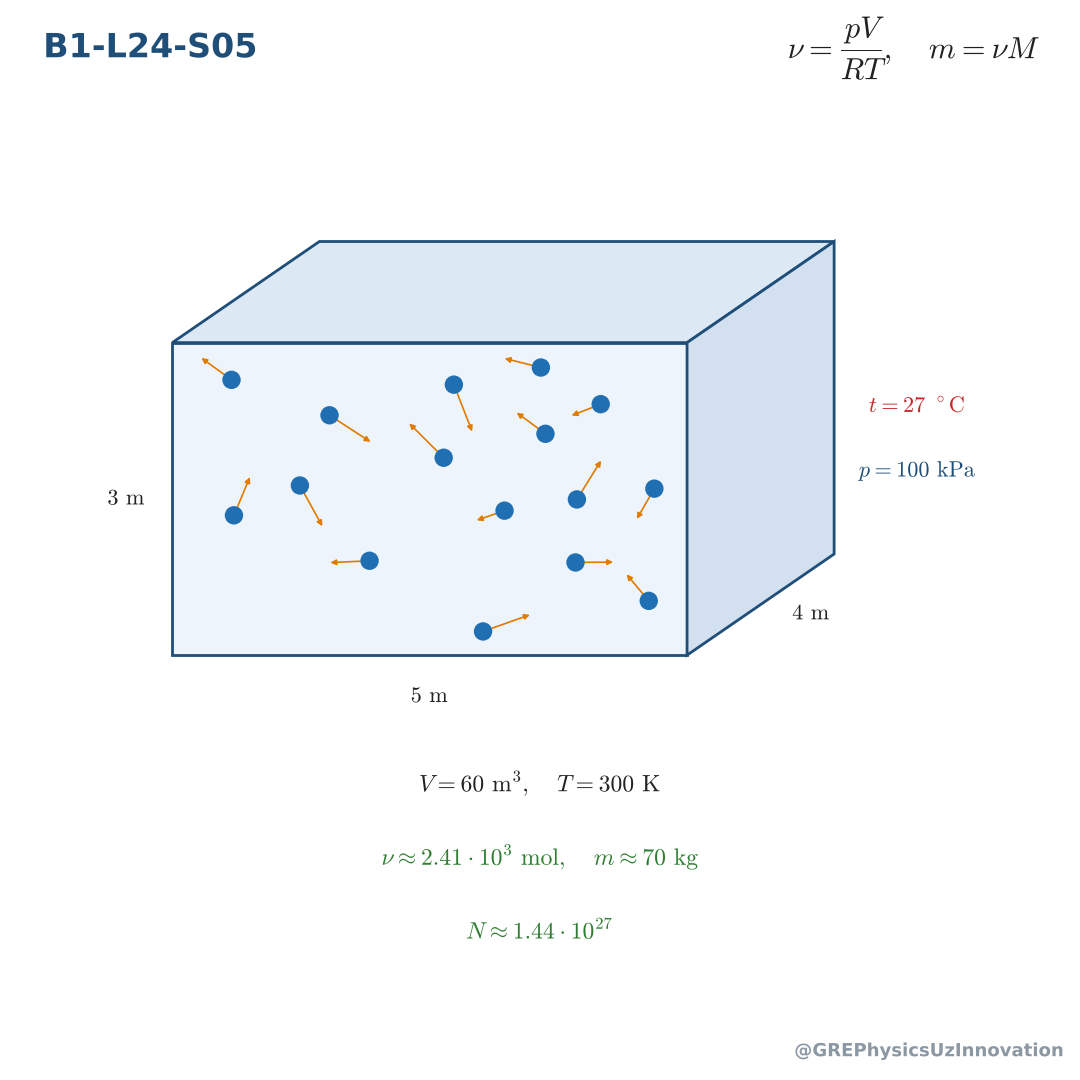 B1-L24-S05
ν = pV/RT, m = νM
t = 27 °C
p = 100 kPa
3 m
4 m
5 m
V = 60 m³, T = 300 K
ν ≈ 2.41 · 10³ mol, m ≈ 70 kg
N ≈ 1.44 · 10²⁷
@GREPhysicsUzInnovation